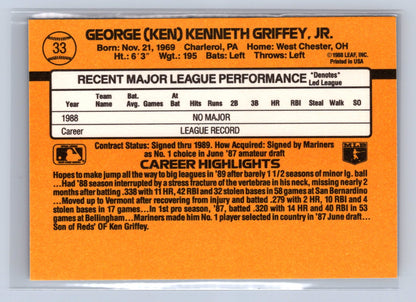 33
GEORGE (KEN) KENNETH GRIFFEY, JR.
Born: Nov. 21, 1969 Charleroi, PA Home: West Chester, OH
Ht.: 6'3" Wgt.: 195 Bats: Left Throws: Left
© 1988 LEAF, INC.
PRINTED IN U.S.A.
RECENT MAJOR LEAGUE PERFORMANCE *Denotes* Led League
Year Team Name Bat. Avg. Games At Bat Hits Runs 2B 3B HR RBI Steal Walk SO
1988 NO MAJOR
Career LEAGUE RECORD
Contract Status: Signed thru 1989. How Acquired: Signed by Mariners
as No. 1 choice in June '87 amateur draft
CAREER HIGHLIGHTS
Hopes to make jump all the way to big leagues in '89 after barely 1 1/2 seasons of minor lg. ball
...Had '88 season interrupted by a stress fracture of the vertebrae in his neck, missing nearly 2
months after batting .338 with 11 HR, 42 RBI and 32 stolen bases in 58 games at San Bernardino
...Moved up to Vermont after recovering from injury and batted .279 with 2 HR, 10 RBI and 4
stolen bases in 17 games...In 1st pro season, '87, batted .320 with 14 HR and 40 RBI in 53
games at Bellingham...Mariners made him No. 1 player selected in country in '87 June draft...
Son of Reds' OF Ken Griffey.